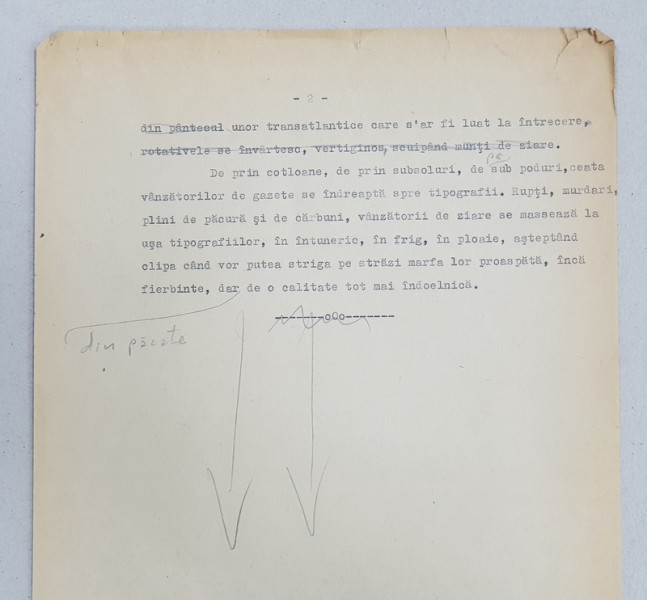 - 2 -
din pântecul unor transatlantice care s'ar fi luat la întrecere,
rotativele se învârtesc, vertiginos, scuipând munţi de ziare.
pe
De prin cotloane, de prin subsoluri, de sub poduri,ceata
vânzătorilor de gazete se îndreaptă spre tipografii. Rupţi, murdari,
plini de păcură şi de cărbuni, vânzătorii de ziare se massează la
uşa tipografiilor, în întuneric, în frig, în ploaie, aşteptând
clipa când vor putea striga pe străzi marfa lor proaspătă, încă
fierbinte, dar de o calitate tot mai îndoelnică.
-------oOo-------
din păcate